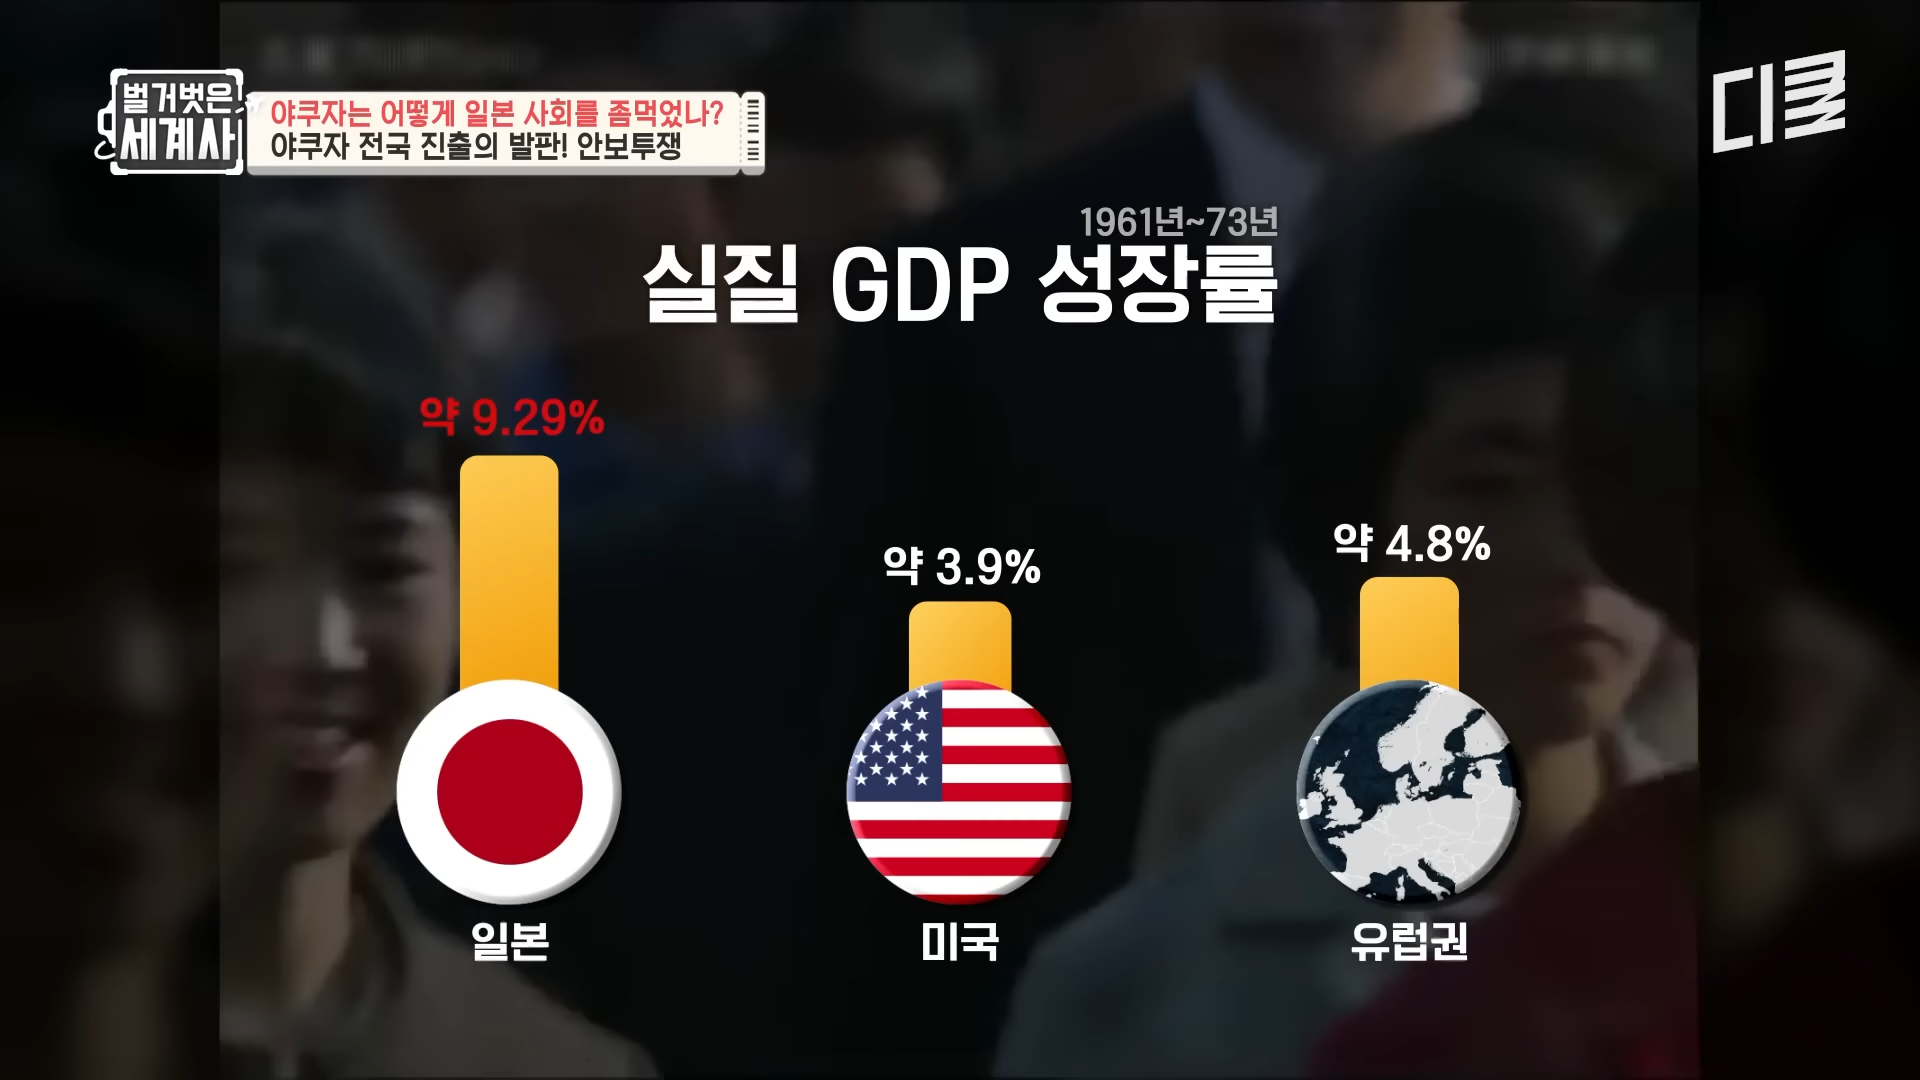 벌거벗은
세계사
야쿠자는 어떻게 일본 사회를 좀먹었나?
야쿠자 전국 진출의 발판! 안보투쟁
디글
1961년~73년
실질 GDP 성장률
약 9.29%
약 3.9%
약 4.8%
일본
미국
유럽권